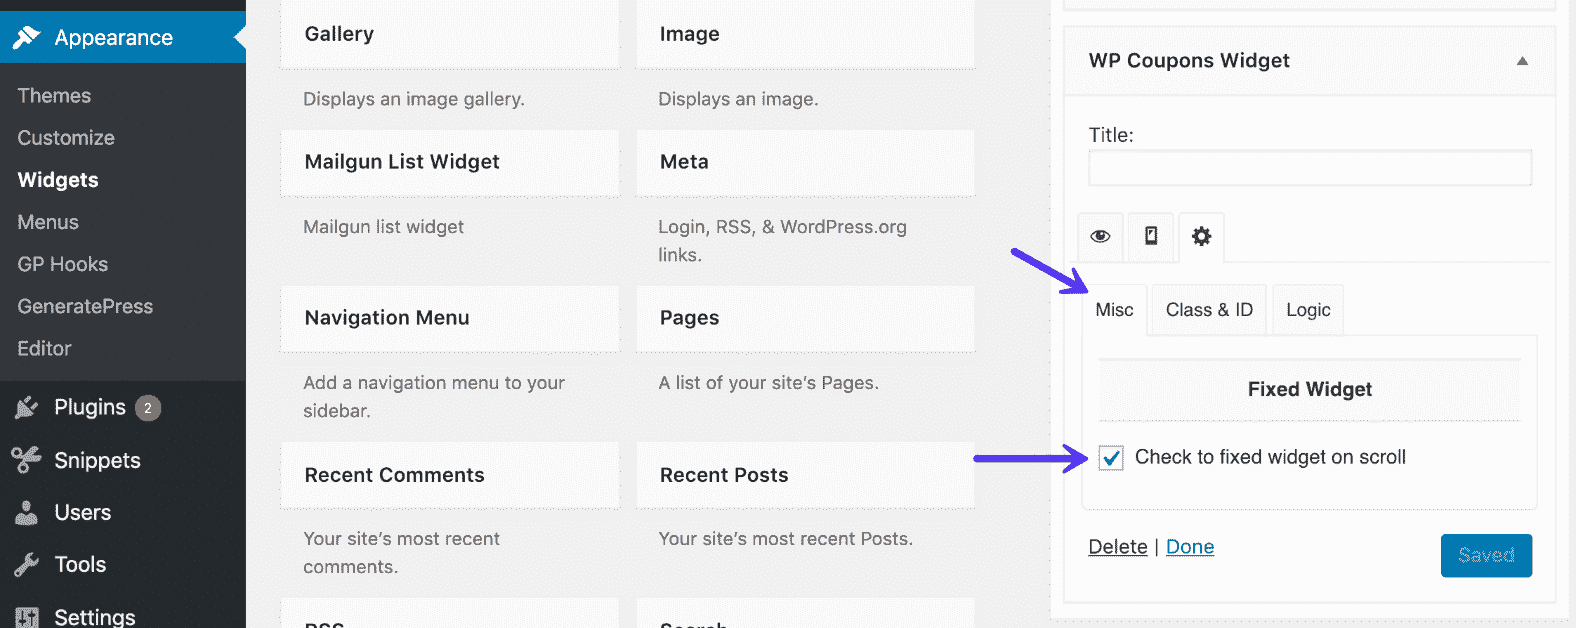 Appearance
Themes
Customize
Widgets
Menus
GP Hooks
GeneratePress
Editor
Plugins 2
Snippets
Users
Tools
Settings
Gallery
Displays an image gallery.
Mailgun List Widget
Mailgun list widget
Navigation Menu
Add a navigation menu to your
sidebar.
Recent Comments
Your site’s most recent
comments.
RSS
Image
Displays an image.
Meta
Login, RSS, & WordPress.org
links.
Pages
A list of your site’s Pages.
Recent Posts
Your site’s most recent Posts.
Search
WP Coupons Widget
Title:
Misc Class & ID Logic
Fixed Widget
Check to fixed widget on scroll
Delete | Done
Saved